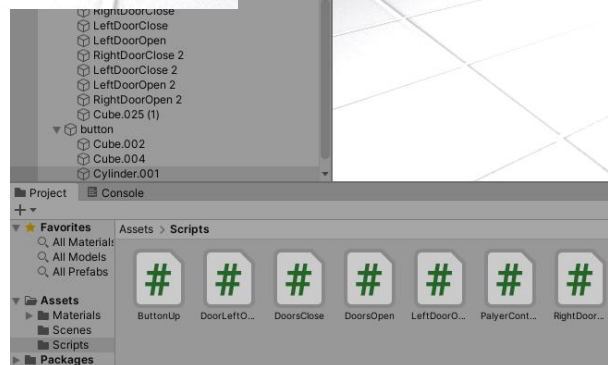 RightDoorClose
LeftDoorClose
LeftDoorOpen
RightDoorClose 2
LeftDoorClose 2
LeftDoorOpen 2
RightDoorOpen 2
Cube.025 (1)
button
Cube.002
Cube.004
Cylinder.001
Project Console
+
Favorites
All Materials
All Models
All Prefabs
Assets
Materials
Scenes
Scripts
Packages
Assets > Scripts
# # # # # # #
ButtonUp DoorLeftO... DoorsClose DoorsOpen LeftDoorO... PalyerCont... RightDoor...